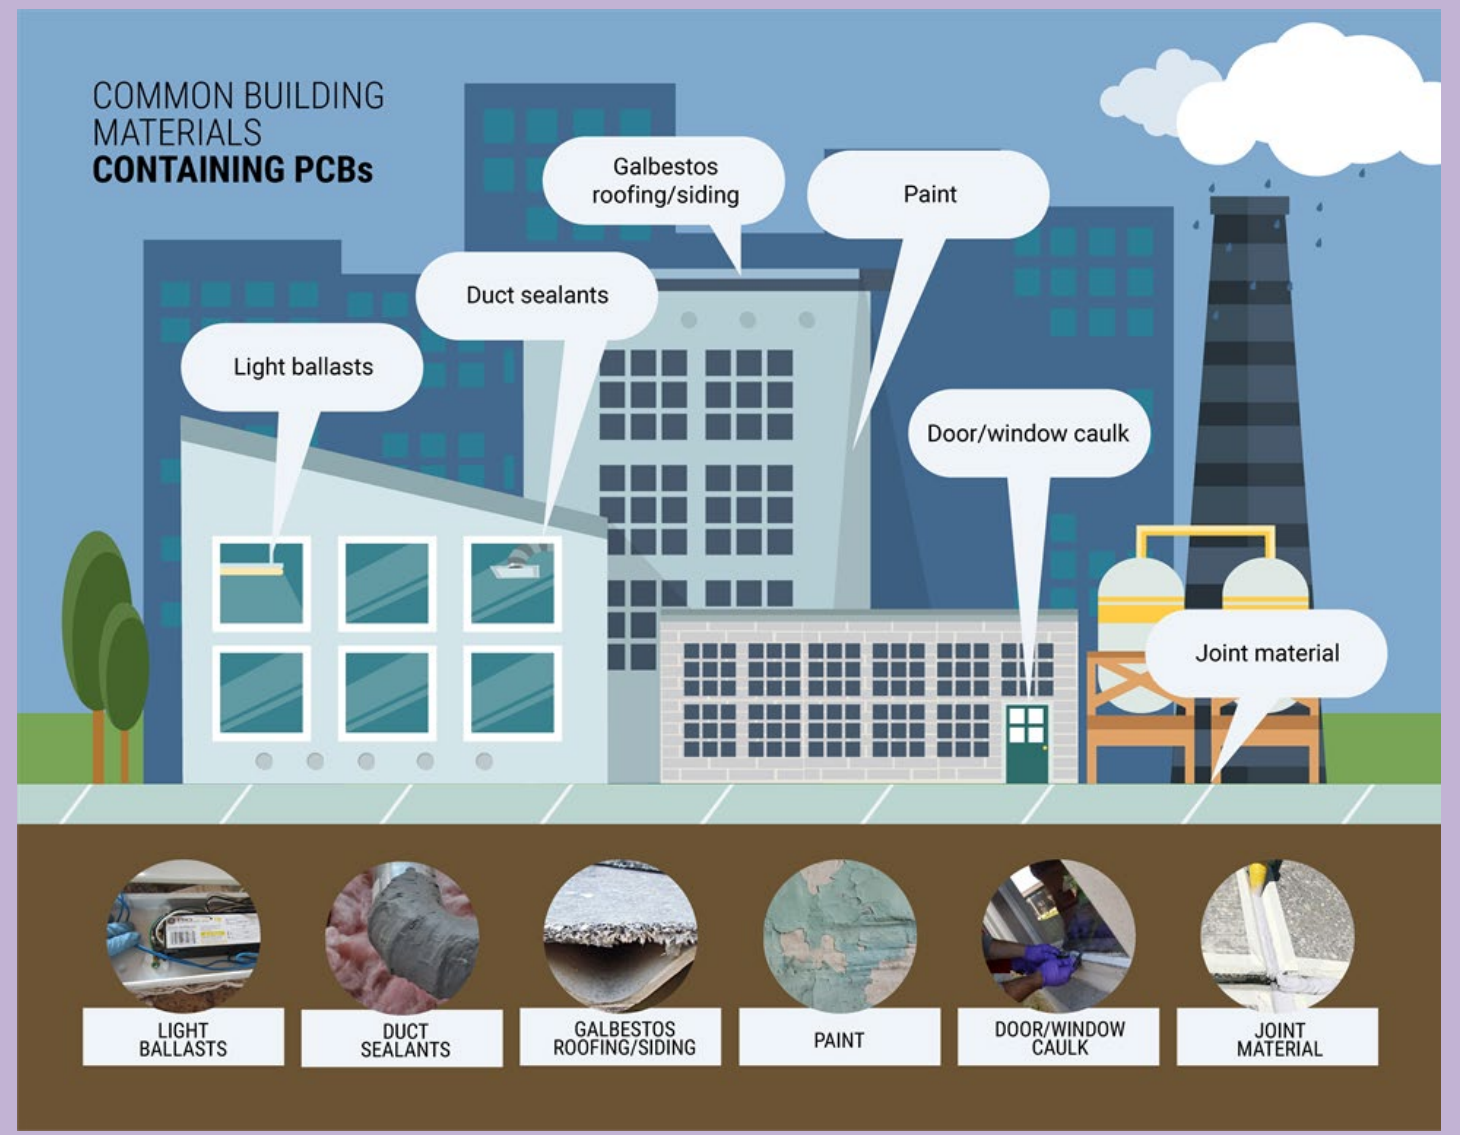 COMMON BUILDING
MATERIALS
CONTAINING PCBs
Galbestos
roofing/siding
Paint
Duct sealants
Light ballasts
Door/window caulk
Joint material
LIGHT
BALLASTS
DUCT
SEALANTS
GALBESTOS
ROOFING/SIDING
PAINT
DOOR/WINDOW
CAULK
JOINT
MATERIAL